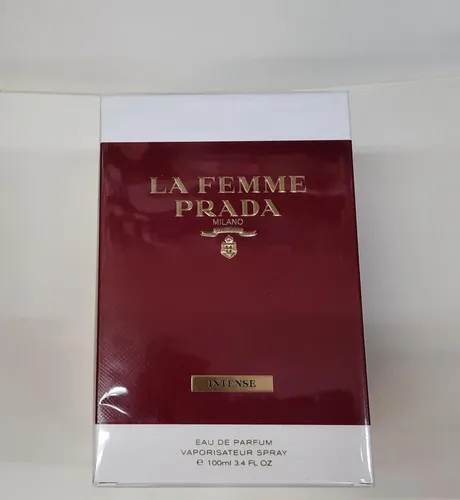 LA FEMME
PRADA
MILANO
INTENSE
EAU DE PARFUM
VAPORISATEUR SPRAY
℮ 100ml 3.4 FL OZ